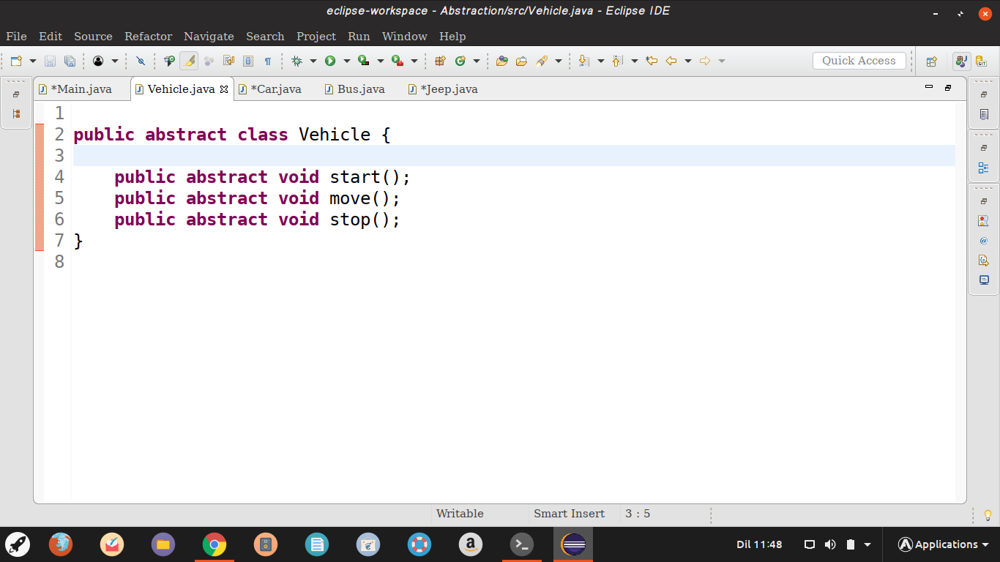 eclipse-workspace - Abstraction/src/Vehicle.java - Eclipse IDE
File Edit Source Refactor Navigate Search Project Run Window Help
Quick Access
*Main.java Vehicle.java *Car.java Bus.java *Jeep.java
1
2 public abstract class Vehicle {
3
4 public abstract void start();
5 public abstract void move();
6 public abstract void stop();
7 }
8
Writable Smart Insert 3 : 5
Dil 11:48 Applications